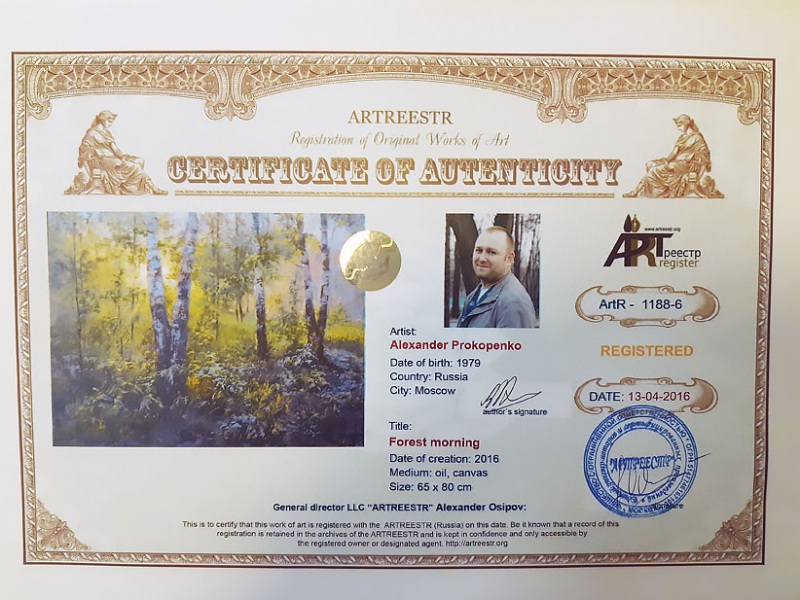 ARTREESTR
Registration of Original Works of Art
CERTIFICATE OF AUTENTICITY
www.artreestr.org
ARTреестр
register
ArtR - 1188-6
REGISTERED
DATE: 13-04-2016
Artist:
Alexander Prokopenko
Date of birth: 1979
Country: Russia
City: Moscow
author's signature
Title:
Forest morning
Date of creation: 2016
Medium: oil, canvas
Size: 65 x 80 cm
"АРТРЕЕСТР"
General director LLC "ARTREESTR" Alexander Osipov:
This is to certify that this work of art is registered with the ARTREESTR (Russia) on this date. Be it known that a record of this
registration is retained in the archives of the ARTREESTR and is kept in confidence and only accessible by
the registered owner or designated agent. http://artreestr.org